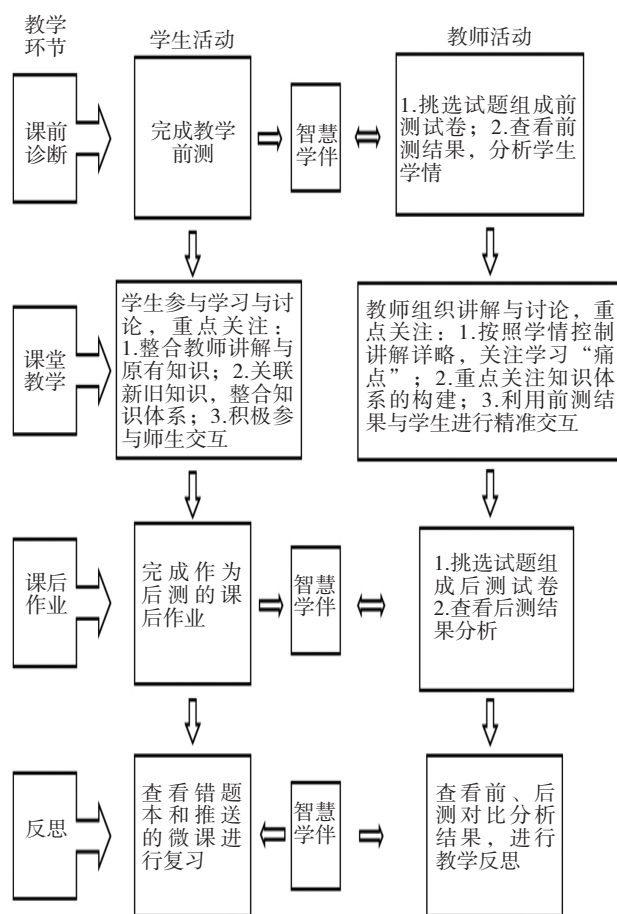 教学
环节
学生活动
教师活动
课前
诊断
完成教学
前测
智慧
学伴
1.挑选试题组成前
测试卷；2.查看前
测结果，分析学生
学情
课堂
教学
学生参与学习与讨
论，重点关注：
1.整合教师讲解与
原有知识；2.关联
新旧知识，整合知
识体系；3.积极参
与师生交互
教师组织讲解与讨论，重
点关注：1.按照学情控制
讲解详略，关注学习“痛
点”；2.重点关注知识体
系的构建；3.利用前测结
果与学生进行精准交互
课后
作业
完成作为
后测的课
后作业
智慧
学伴
1.挑选试题组
成后测试卷
2.查看后测结
果分析
反思
查看错题
本和推送
的微课进
行复习
智慧
学伴
查看前、后
测对比分析
结果，进行
教学反思